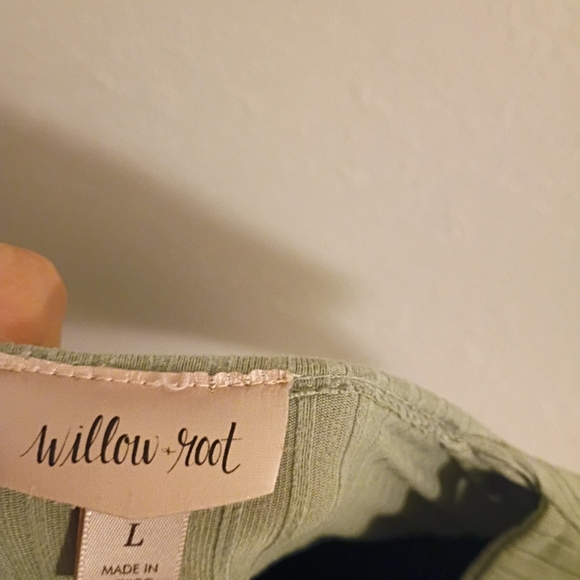 willow + root
L
MADE IN